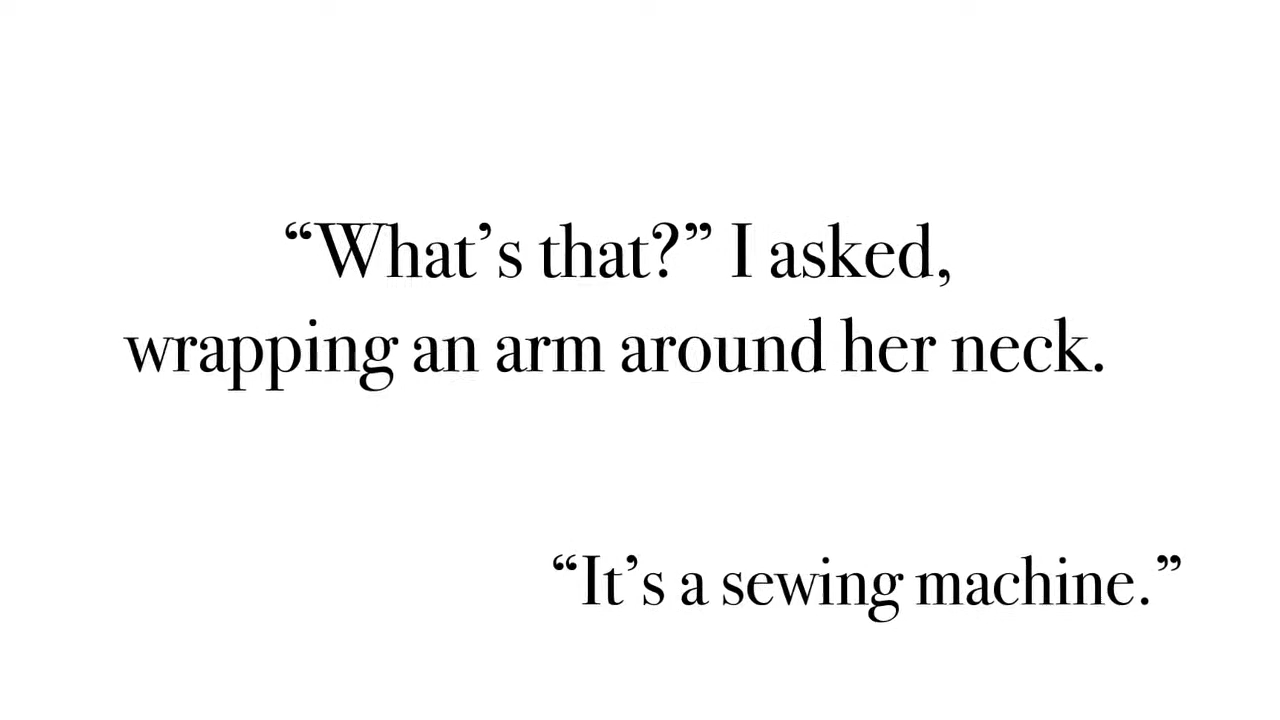 “What’s that?” I asked,
wrapping an arm around her neck.
“It’s a sewing machine.”